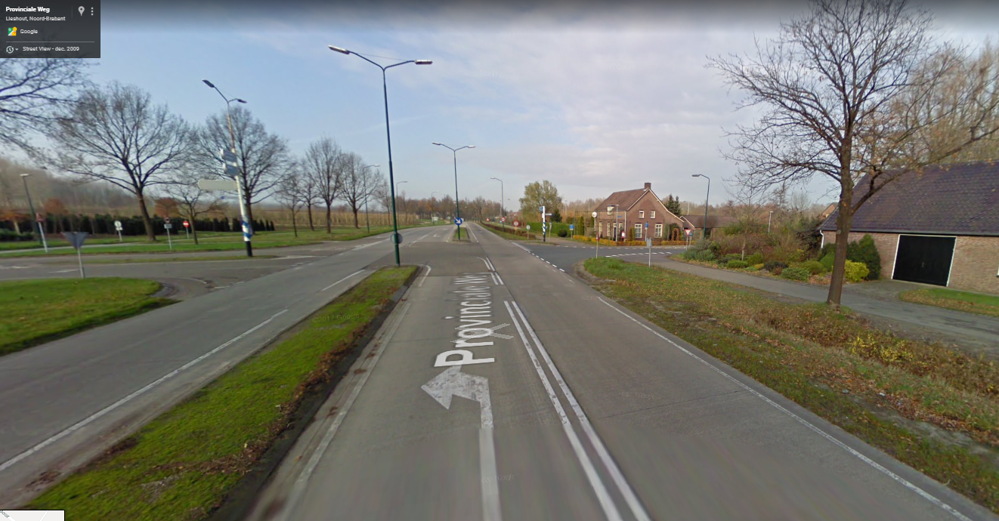 Provinciale Weg
Lieshout, Noord-Brabant
Google
Street View - dec. 2009
Provinciale Weg